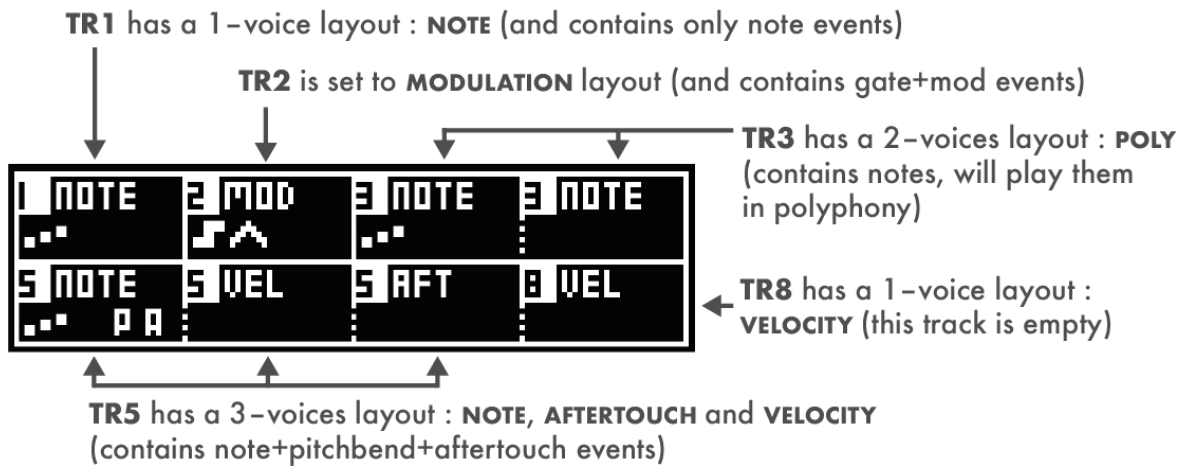 TR1 has a 1–voice layout : NOTE (and contains only note events)
TR2 is set to MODULATION layout (and contains gate+mod events)
TR3 has a 2–voices layout : POLY
(contains notes, will play them
in polyphony)
1 NOTE 2 MOD 3 NOTE 3 NOTE
5 NOTE 5 VEL 5 AFT 8 VEL
P A
TR8 has a 1–voice layout :
VELOCITY (this track is empty)
TR5 has a 3–voices layout : NOTE, AFTERTOUCH and VELOCITY
(contains note+pitchbend+aftertouch events)